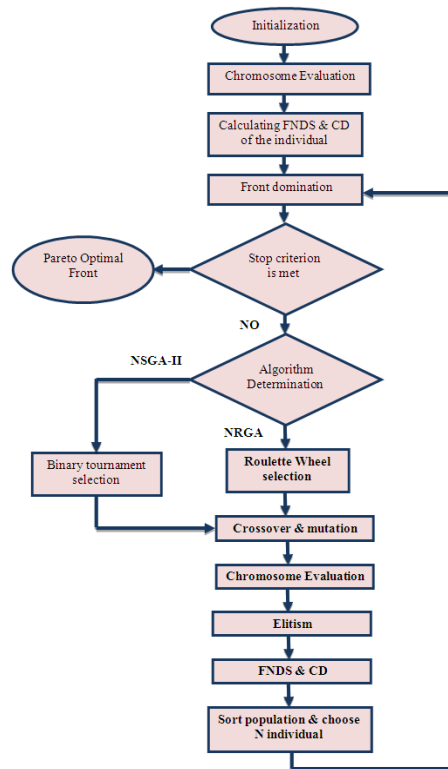 Initialization
Chromosome Evaluation
Calculating FNDS & CD
of the individual
Front domination
Pareto Optimal
Front
Stop criterion
is met
NO
NSGA-II
Algorithm
Determination
NRGA
Binary tournament
selection
Roulette Wheel
selection
Crossover & mutation
Chromosome Evaluation
Elitism
FNDS & CD
Sort population & choose
N individual